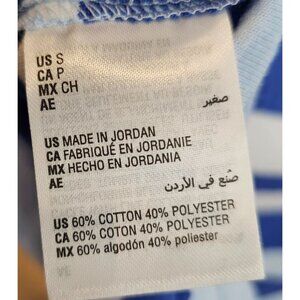 US S
CA P
MX CH
AE
صغير
US MADE IN JORDAN
CA FABRIQUÉ EN JORDANIE
MX HECHO EN JORDANIA
AE
صنع في الأردن
US 60% COTTON 40% POLYESTER
CA 60% COTON 40% POLYESTER
MX 60% algodón 40% poliester
AE